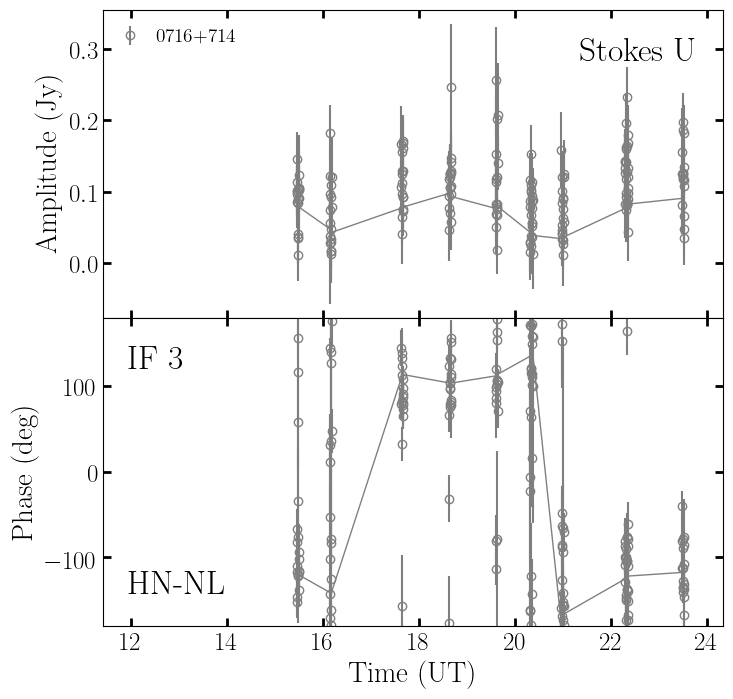 0716+714
Stokes U
0.3
0.2
0.1
0.0
Amplitude (Jy)
IF 3
100
0
−100
Phase (deg)
HN-NL
12 14 16 18 20 22 24
Time (UT)